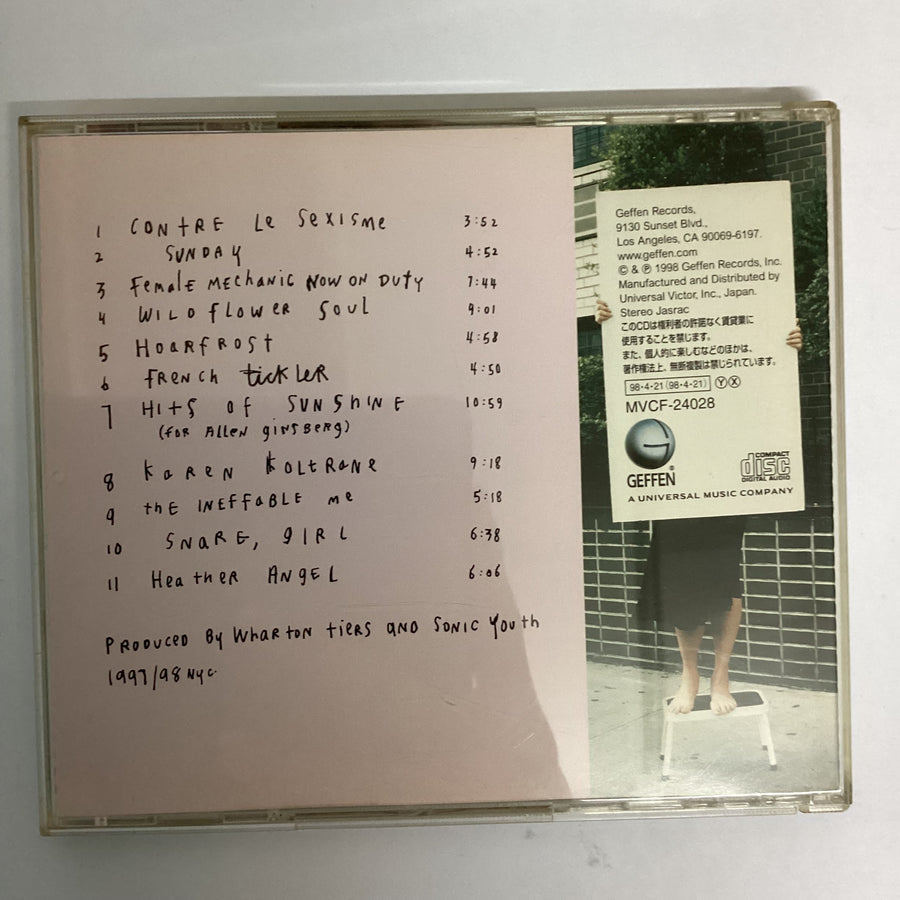 1 CONTRE Le SEXISMe 3:52
2 SUNDAY 4:52
3 Female MECHANIC NOW ON DUTY 7:44
4 WILDflOWER SOUl 9:01
5 HOARfROST 4:58
6 fRENCH tickLER 4:50
7 HItS of SUNShINE 10:59
(foR Allen ginsbeRg)
8 KaREN KOLtRANE 9:18
9 thE INEFFABLE me 5:18
10 SNARE, gIRL 6:38
11 HeatheR ANgEL 6:06
PRODUCED By WhARTON tiERS AND SONIC YOUth
1997/98 NYC
Geffen Records,
9130 Sunset Blvd.,
Los Angeles, CA 90069-6197.
www.geffen.com
© & ℗ 1998 Geffen Records, Inc.
Manufactured and Distributed by
Universal Victor, Inc., Japan.
Stereo Jasrac
このCDは権利者の許諾なく賃貸業に
使用することを禁じます。
また、個人的に楽しむなどのほかは、
著作権法上、無断複製は禁じられています。
98・4・21 (98・4・21) Ⓨ Ⓧ
MVCF-24028
GEFFEN®
COMPACT
disc
DIGITAL AUDIO
A UNIVERSAL MUSIC COMPANY